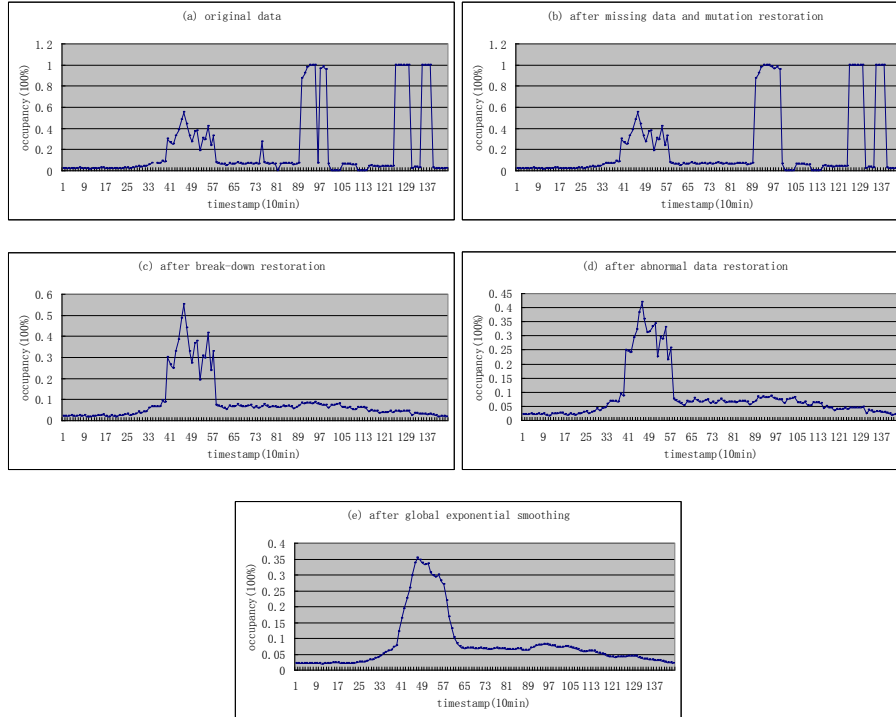 (a) original data
occupancy(100%)
1.2
1
0.8
0.6
0.4
0.2
0
1 9 17 25 33 41 49 57 65 73 81 89 97 105 113 121 129 137
timestamp(10min)
(b) after missing data and mutation restoration
occupancy(100%)
1.2
1
0.8
0.6
0.4
0.2
0
1 9 17 25 33 41 49 57 65 73 81 89 97 105 113 121 129 137
timestamp(10min)
(c) after break-down restoration
occupancy(100%)
0.6
0.5
0.4
0.3
0.2
0.1
0
1 9 17 25 33 41 49 57 65 73 81 89 97 105 113 121 129 137
timestamp(10min)
(d) after abnormal data restoration
occupancy(100%)
0.45
0.4
0.35
0.3
0.25
0.2
0.15
0.1
0.05
0
1 9 17 25 33 41 49 57 65 73 81 89 97 105 113 121 129 137
timestamp(10min)
(e) after global exponential smoothing
occupancy(100%)
0.4
0.35
0.3
0.25
0.2
0.15
0.1
0.05
0
1 9 17 25 33 41 49 57 65 73 81 89 97 105 113 121 129 137
timestamp(10min)